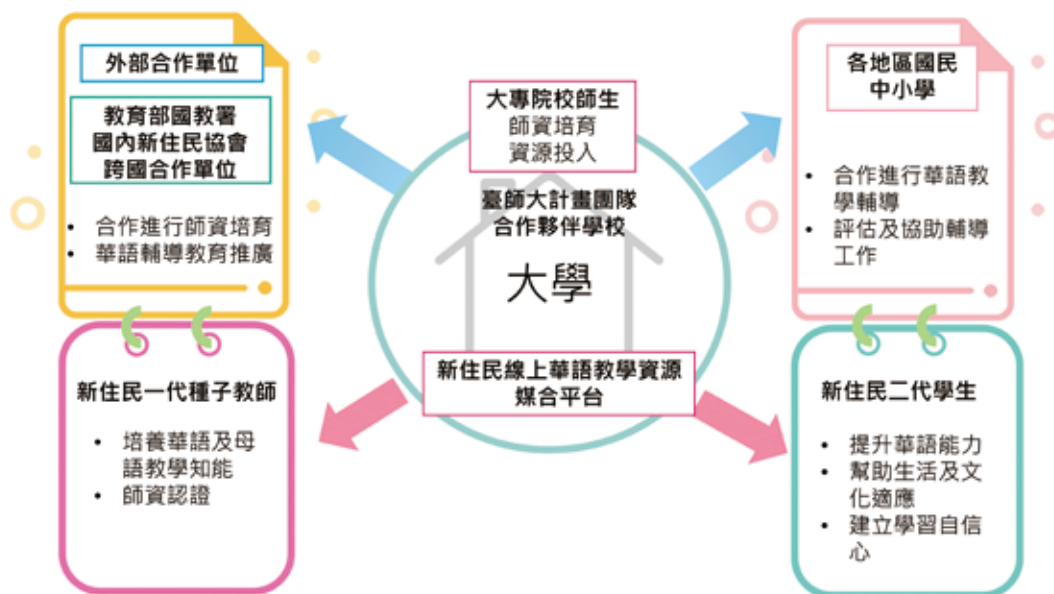 外部合作單位
教育部國教署
國內新住民協會
跨國合作單位
• 合作進行師資培育
• 華語輔導教育推廣
大專院校師生
師資培育
資源投入
臺師大計畫團隊
合作夥伴學校
大學
新住民線上華語教學資源
媒合平台
各地區國民
中小學
• 合作進行華語教
學輔導
• 評估及協助輔導
工作
新住民一代種子教師
• 培養華語及母
語教學知能
• 師資認證
新住民二代學生
• 提升華語能力
• 幫助生活及文
化適應
• 建立學習自信
心